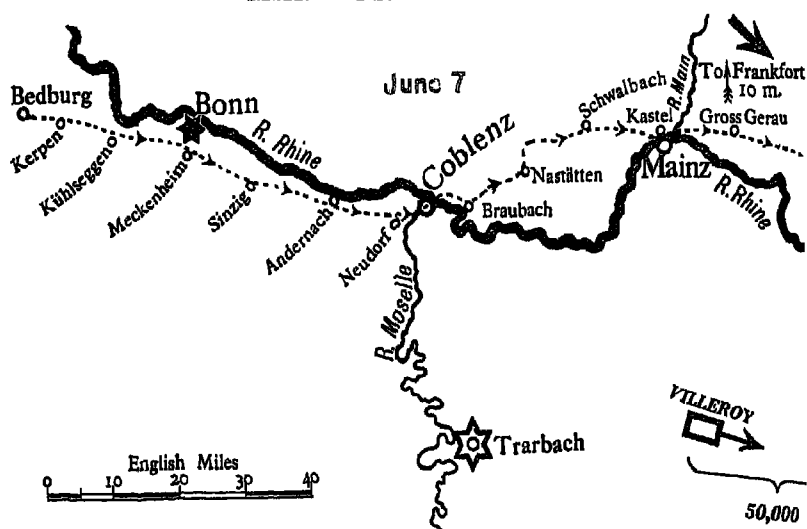 June 7
To Frankfort
10 m.
Bedburg
Bonn
R. Rhine
Kerpen
Kühlseggen
Meckenheim
Sinzig
Andernach
Neudorf
Coblenz
Braubach
Nastätten
Schwalbach
Kastel
R. Main
Gross Gerau
Mainz
R. Rhine
R. Moselle
Trarbach
VILLEROY
50,000
English Miles
0 10 20 30 40